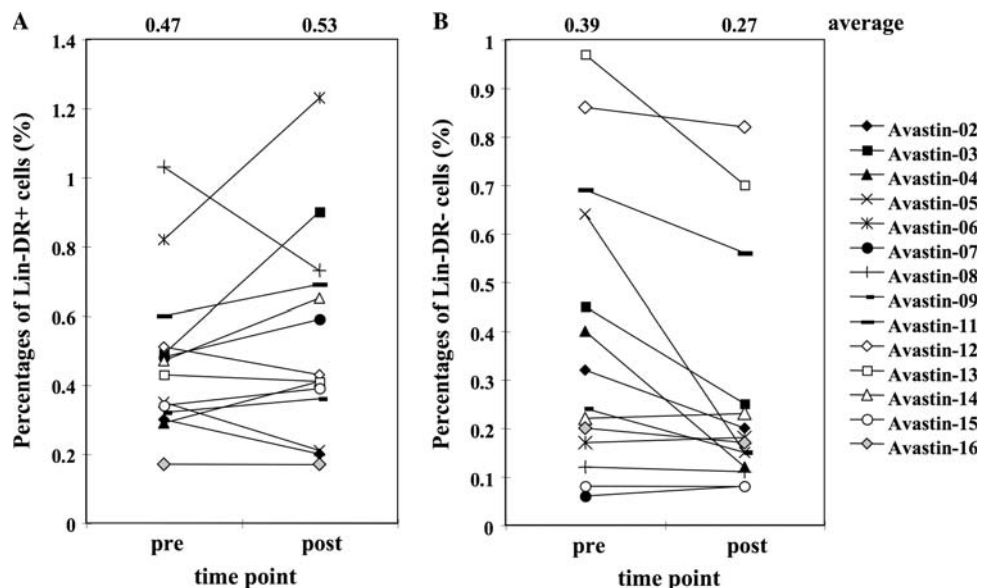 A 0.47 0.53
Percentages of Lin-DR+ cells (%)
1.4
1.2
1
0.8
0.6
0.4
0.2
0
pre post
time point
B 0.39 0.27 average
Percentages of Lin-DR- cells (%)
1
0.9
0.8
0.7
0.6
0.5
0.4
0.3
0.2
0.1
0
pre post
time point
Avastin-02
Avastin-03
Avastin-04
Avastin-05
Avastin-06
Avastin-07
Avastin-08
Avastin-09
Avastin-11
Avastin-12
Avastin-13
Avastin-14
Avastin-15
Avastin-16